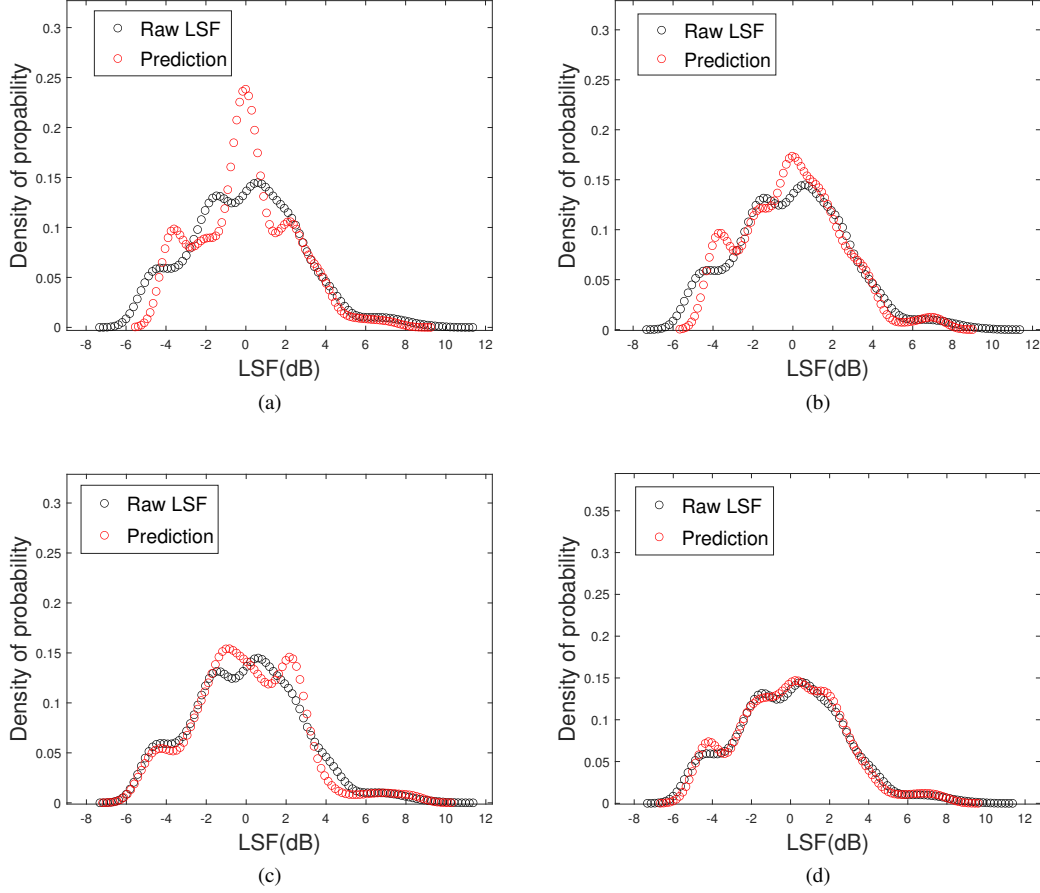 Raw LSF
Prediction
Density of propability
0.3
0.25
0.2
0.15
0.1
0.05
0
-8 -6 -4 -2 0 2 4 6 8 10 12
LSF(dB)
(a)
Raw LSF
Prediction
Density of probability
0.3
0.25
0.2
0.15
0.1
0.05
0
-8 -6 -4 -2 0 2 4 6 8 10 12
LSF(dB)
(b)
Raw LSF
Prediction
Density of probability
0.3
0.25
0.2
0.15
0.1
0.05
0
-8 -6 -4 -2 0 2 4 6 8 10 12
LSF(dB)
(c)
Raw LSF
Prediction
Density of probability
0.35
0.3
0.25
0.2
0.15
0.1
0.05
0
-8 -6 -4 -2 0 2 4 6 8 10 12
LSF(dB)
(d)